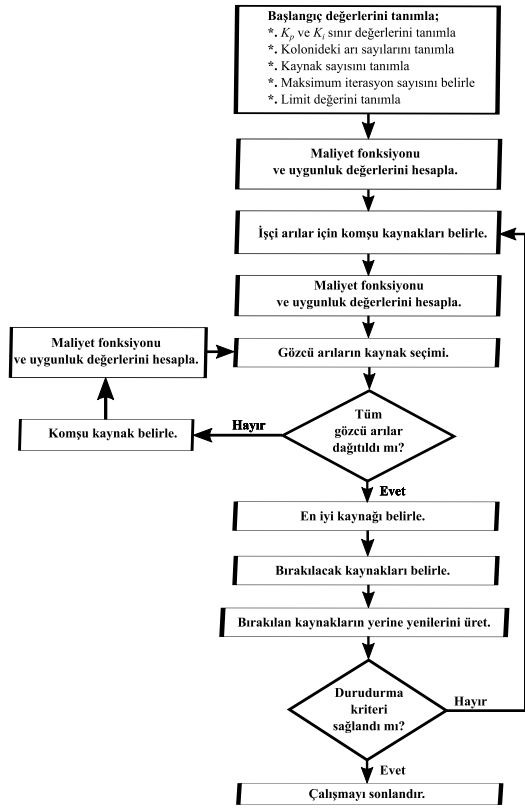 Başlangıç değerlerini tanımla;
*. Kp ve Ki sınır değerlerini tanımla
*. Kolonideki arı sayılarını tanımla
*. Kaynak sayısını tanımla
*. Maksimum iterasyon sayısını belirle
*. Limit değerini tanımla
Maliyet fonksiyonu
ve uygunluk değerlerini hesapla.
İşçi arılar için komşu kaynakları belirle.
Maliyet fonksiyonu
ve uygunluk değerlerini hesapla.
Maliyet fonksiyonu
ve uygunluk değerlerini hesapla.
Gözcü arıların kaynak seçimi.
Tüm
gözcü arılar
dağıtıldı mı?
Hayır
Komşu kaynak belirle.
Evet
En iyi kaynağı belirle.
Bırakılacak kaynakları belirle.
Bırakılan kaynakların yerine yenilerini üret.
Durudurma
kriteri
sağlandı mı?
Hayır
Evet
Çalışmayı sonlandır.